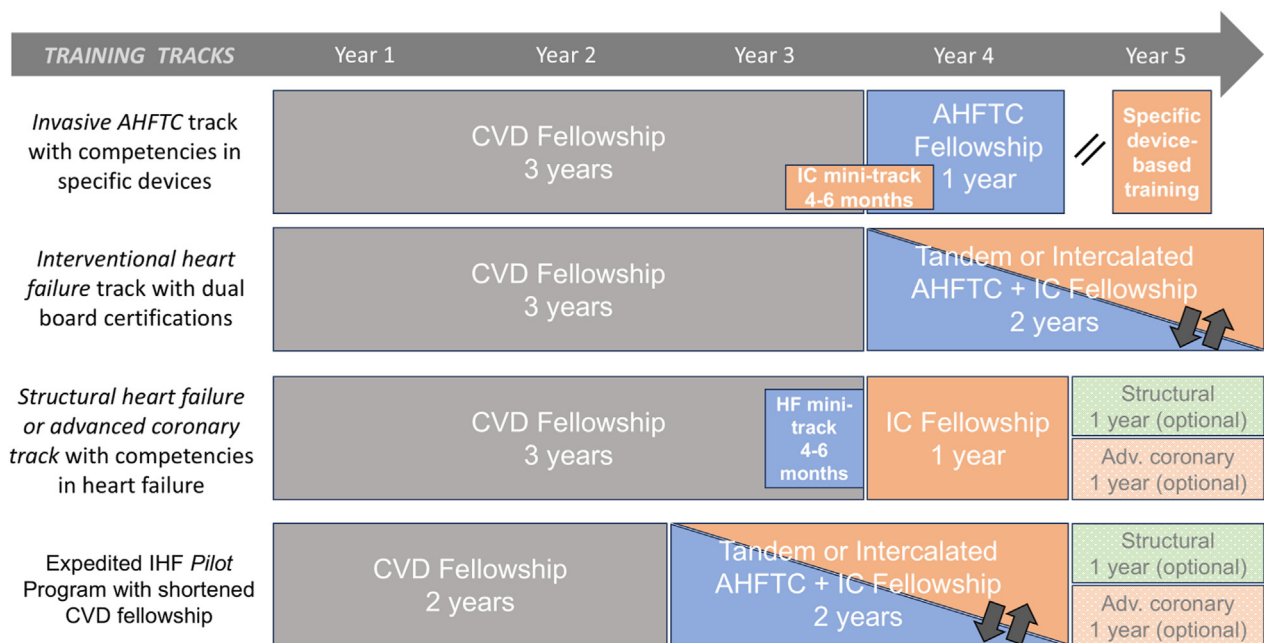 TRAINING TRACKS Year 1 Year 2 Year 3 Year 4 Year 5
Invasive AHFTC track
with competencies in
specific devices
CVD Fellowship
3 years
IC mini-track
4-6 months
AHFTC
Fellowship
1 year
//
Specific
device-
based
training
Interventional heart
failure track with dual
board certifications
CVD Fellowship
3 years
Tandem or Intercalated
AHFTC + IC Fellowship
2 years
Structural heart failure
or advanced coronary
track with competencies
in heart failure
CVD Fellowship
3 years
HF mini-
track
4-6
months
IC Fellowship
1 year
Structural
1 year (optional)
Adv. coronary
1 year (optional)
Expedited IHF Pilot
Program with shortened
CVD fellowship
CVD Fellowship
2 years
Tandem or Intercalated
AHFTC + IC Fellowship
2 years
Structural
1 year (optional)
Adv. coronary
1 year (optional)